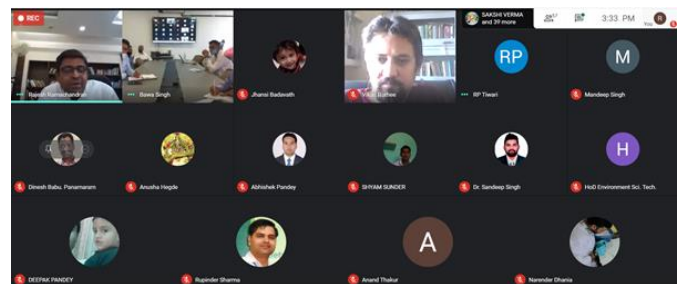 REC
SAKSHI VERMA
and 39 more
3:33 PM
You
R
RP
M
Rajesh Ramachandran
Bawa Singh
Jhansi Badavath
RP Tiwari
Mandeep Singh
H
Dinesh Babu. Panamaram
Anusha Hegde
Abhishek Pandey
SHYAM SUNDER
Dr. Sandeep Singh
HoD Environment Sci. Tech.
A
DEEPAK PANDEY
Rupinder Sharma
Anand Thakur
Narender Dhania